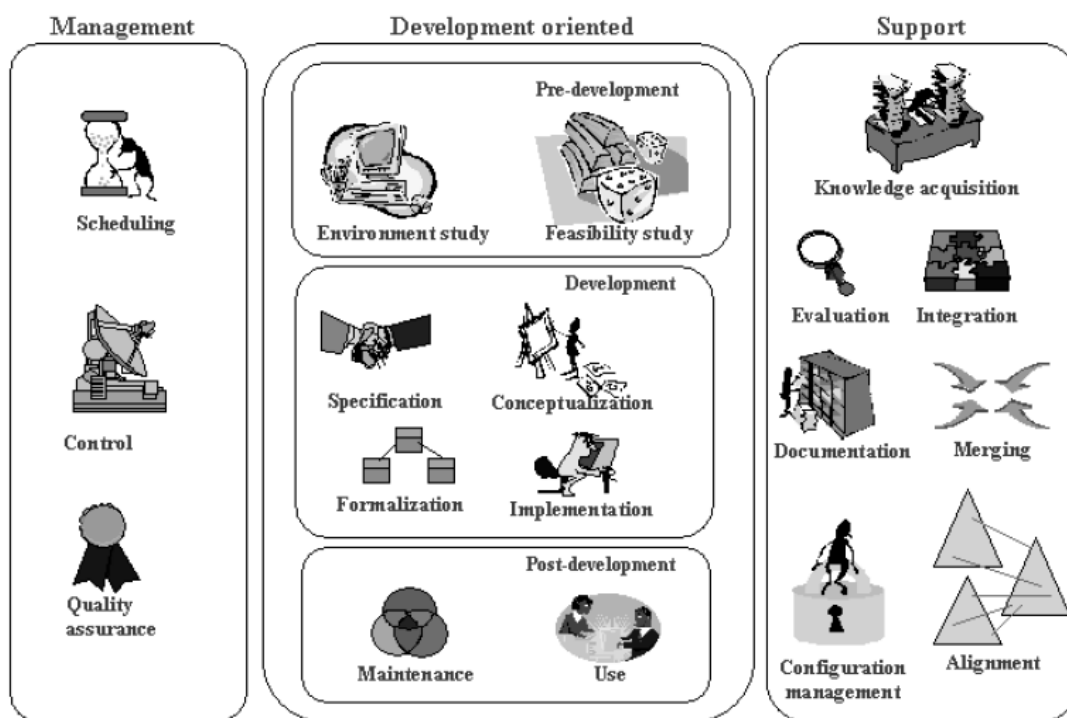 Management
Scheduling
Control
Quality
assurance
Development oriented
Pre-development
Environment study
Feasibility study
Development
Specification
Conceptualization
Formalization
Implementation
Post-development
Maintenance
Use
Support
Knowledge acquisition
Evaluation
Integration
Documentation
Merging
Configuration
management
Alignment